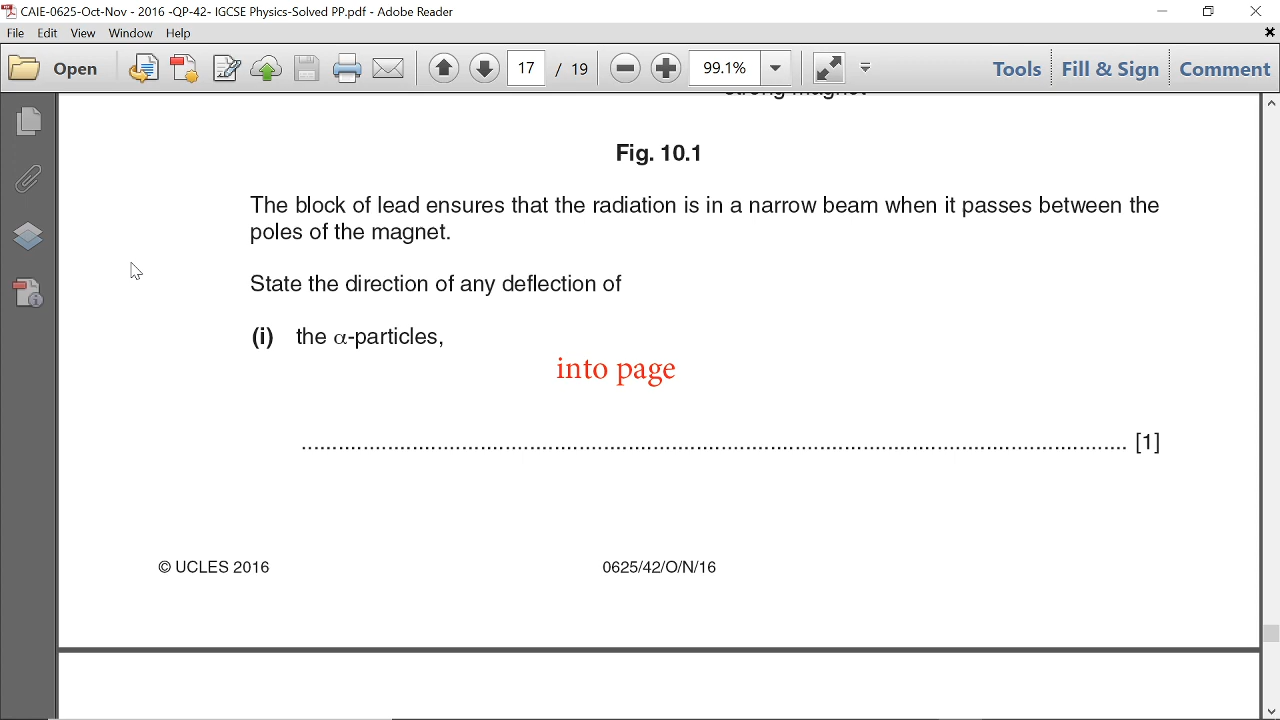 CAIE-0625-Oct-Nov - 2016 -QP-42- IGCSE Physics-Solved PP.pdf - Adobe Reader
File Edit View Window Help
Open 17 / 19 99.1% Tools Fill & Sign Comment
strong magnet
Fig. 10.1
The block of lead ensures that the radiation is in a narrow beam when it passes between the
poles of the magnet.
State the direction of any deflection of
(i) the α-particles,
into page
........................................................................................................................................ [1]
© UCLES 2016 0625/42/O/N/16